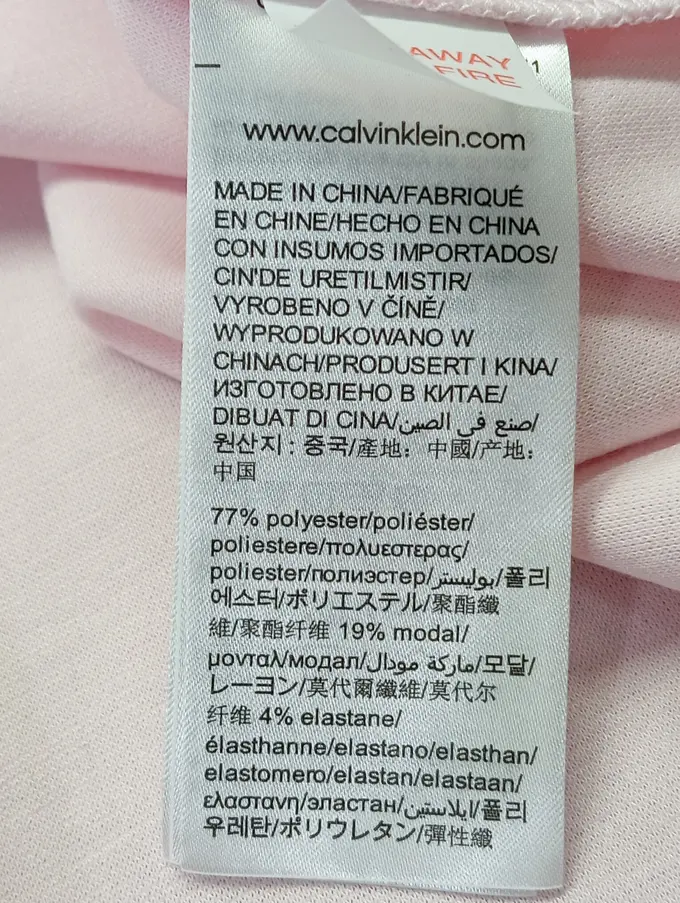 AWAY
FIRE
www.calvinklein.com
MADE IN CHINA/FABRIQUÉ
EN CHINE/HECHO EN CHINA
CON INSUMOS IMPORTADOS/
CIN'DE URETILMISTIR/
VYROBENO V ČÍNĚ/
WYPRODUKOWANO W
CHINACH/PRODUSERT I KINA/
ИЗГОТОВЛЕНО В КИТАЕ/
DIBUAT DI CINA/صنع في الصين/
원산지 : 중국/產地：中國/产地：
中国
77% polyester/poliéster/
poliestere/πολυεστερας/
poliester/полиэстер/بوليستر/폴리
에스터/ポリエステル/聚酯纖
維/聚酯纤维 19% modal/
μονταλ/модал/ماركة مودال/모달/
レーヨン/莫代爾纖維/莫代尔
纤维 4% elastane/
élasthanne/elastano/elasthan/
elastomero/elastan/elastaan/
ελαστανη/эластан/ايلاستين/폴리
우레탄/ポリウレタン/彈性纖